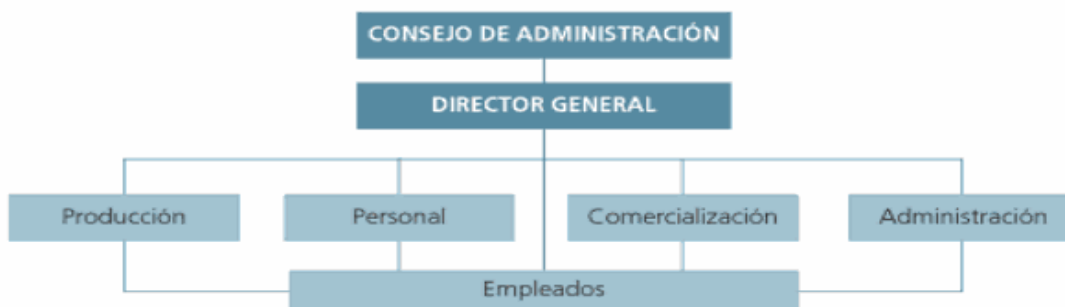 CONSEJO DE ADMINISTRACIÓN
DIRECTOR GENERAL
Producción
Personal
Comercialización
Administración
Empleados